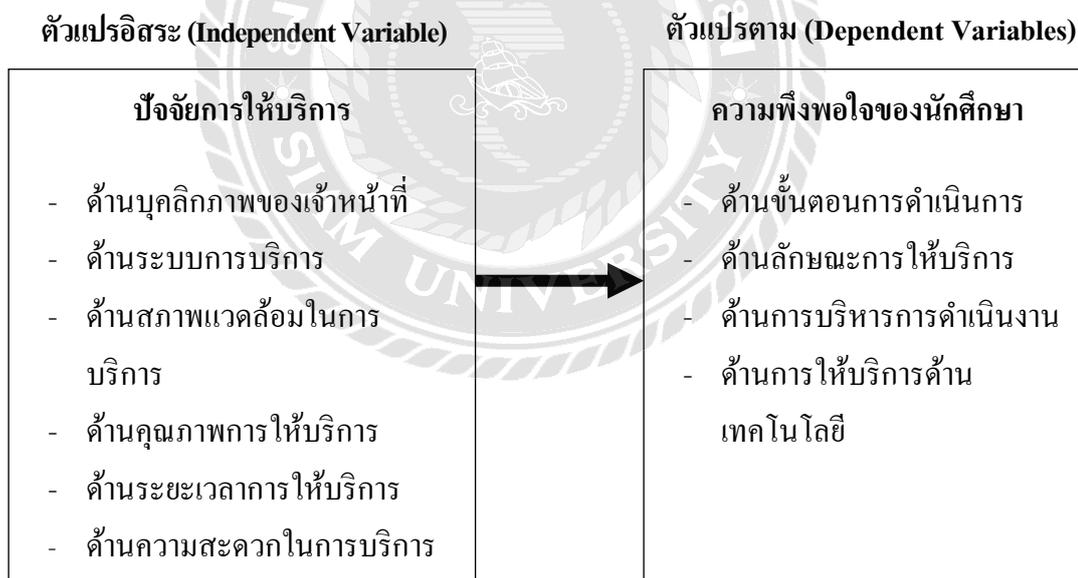 ตัวแปรอิสระ (Independent Variable)
ปัจจัยการให้บริการ
- ด้านบุคลิกภาพของเจ้าหน้าที่
- ด้านระบบการบริการ
- ด้านสภาพแวดล้อมในการ
บริการ
- ด้านคุณภาพการให้บริการ
- ด้านระยะเวลาการให้บริการ
- ด้านความสะดวกในการบริการ
ตัวแปรตาม (Dependent Variables)
ความพึงพอใจของนักศึกษา
- ด้านขั้นตอนการดำเนินการ
- ด้านลักษณะการให้บริการ
- ด้านการบริหารการดำเนินงาน
- ด้านการให้บริการด้าน
เทคโนโลยี
SIAM UNIVERSITY